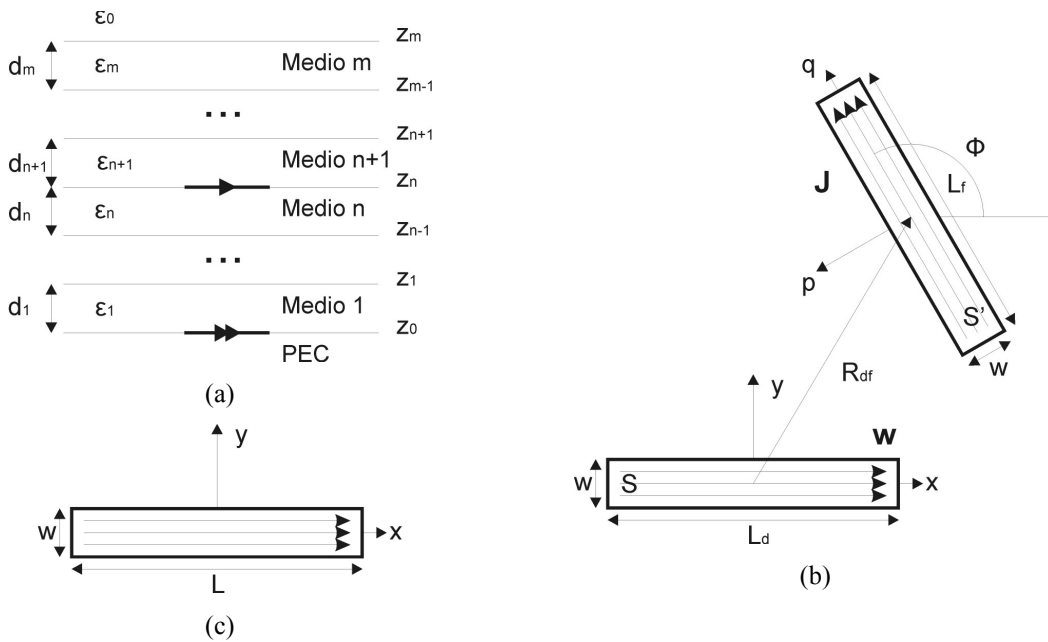 ε0
zm
dm
εm
Medio m
zm-1
...
zn+1
dn+1
εn+1
Medio n+1
zn
dn
εn
Medio n
zn-1
...
z1
d1
ε1
Medio 1
z0
PEC
(a)
y
w
x
L
(c)
q
Φ
J
Lf
p
S'
w
Rdf
y
w
w
S
x
Ld
(b)